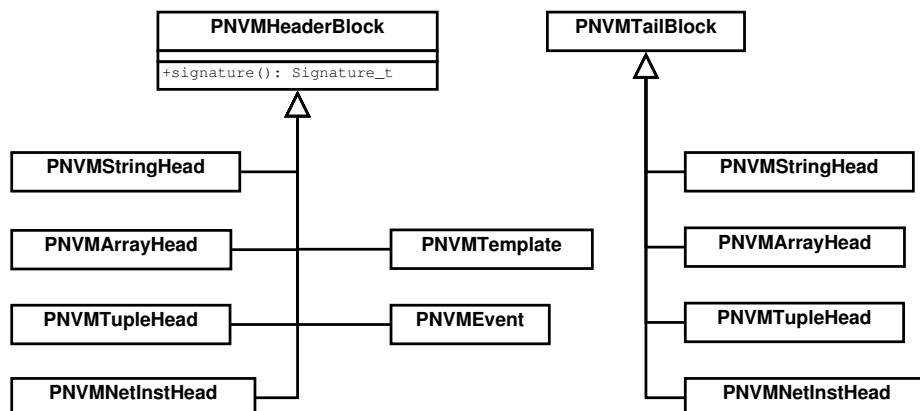 PNVMHeaderBlock
+signature(): Signature_t
PNVMTailBlock
PNVMStringHead
PNVMArrayHead
PNVMTemplate
PNVMTupleHead
PNVMEvent
PNVMNetInstHead
PNVMStringHead
PNVMArrayHead
PNVMTupleHead
PNVMNetInstHead